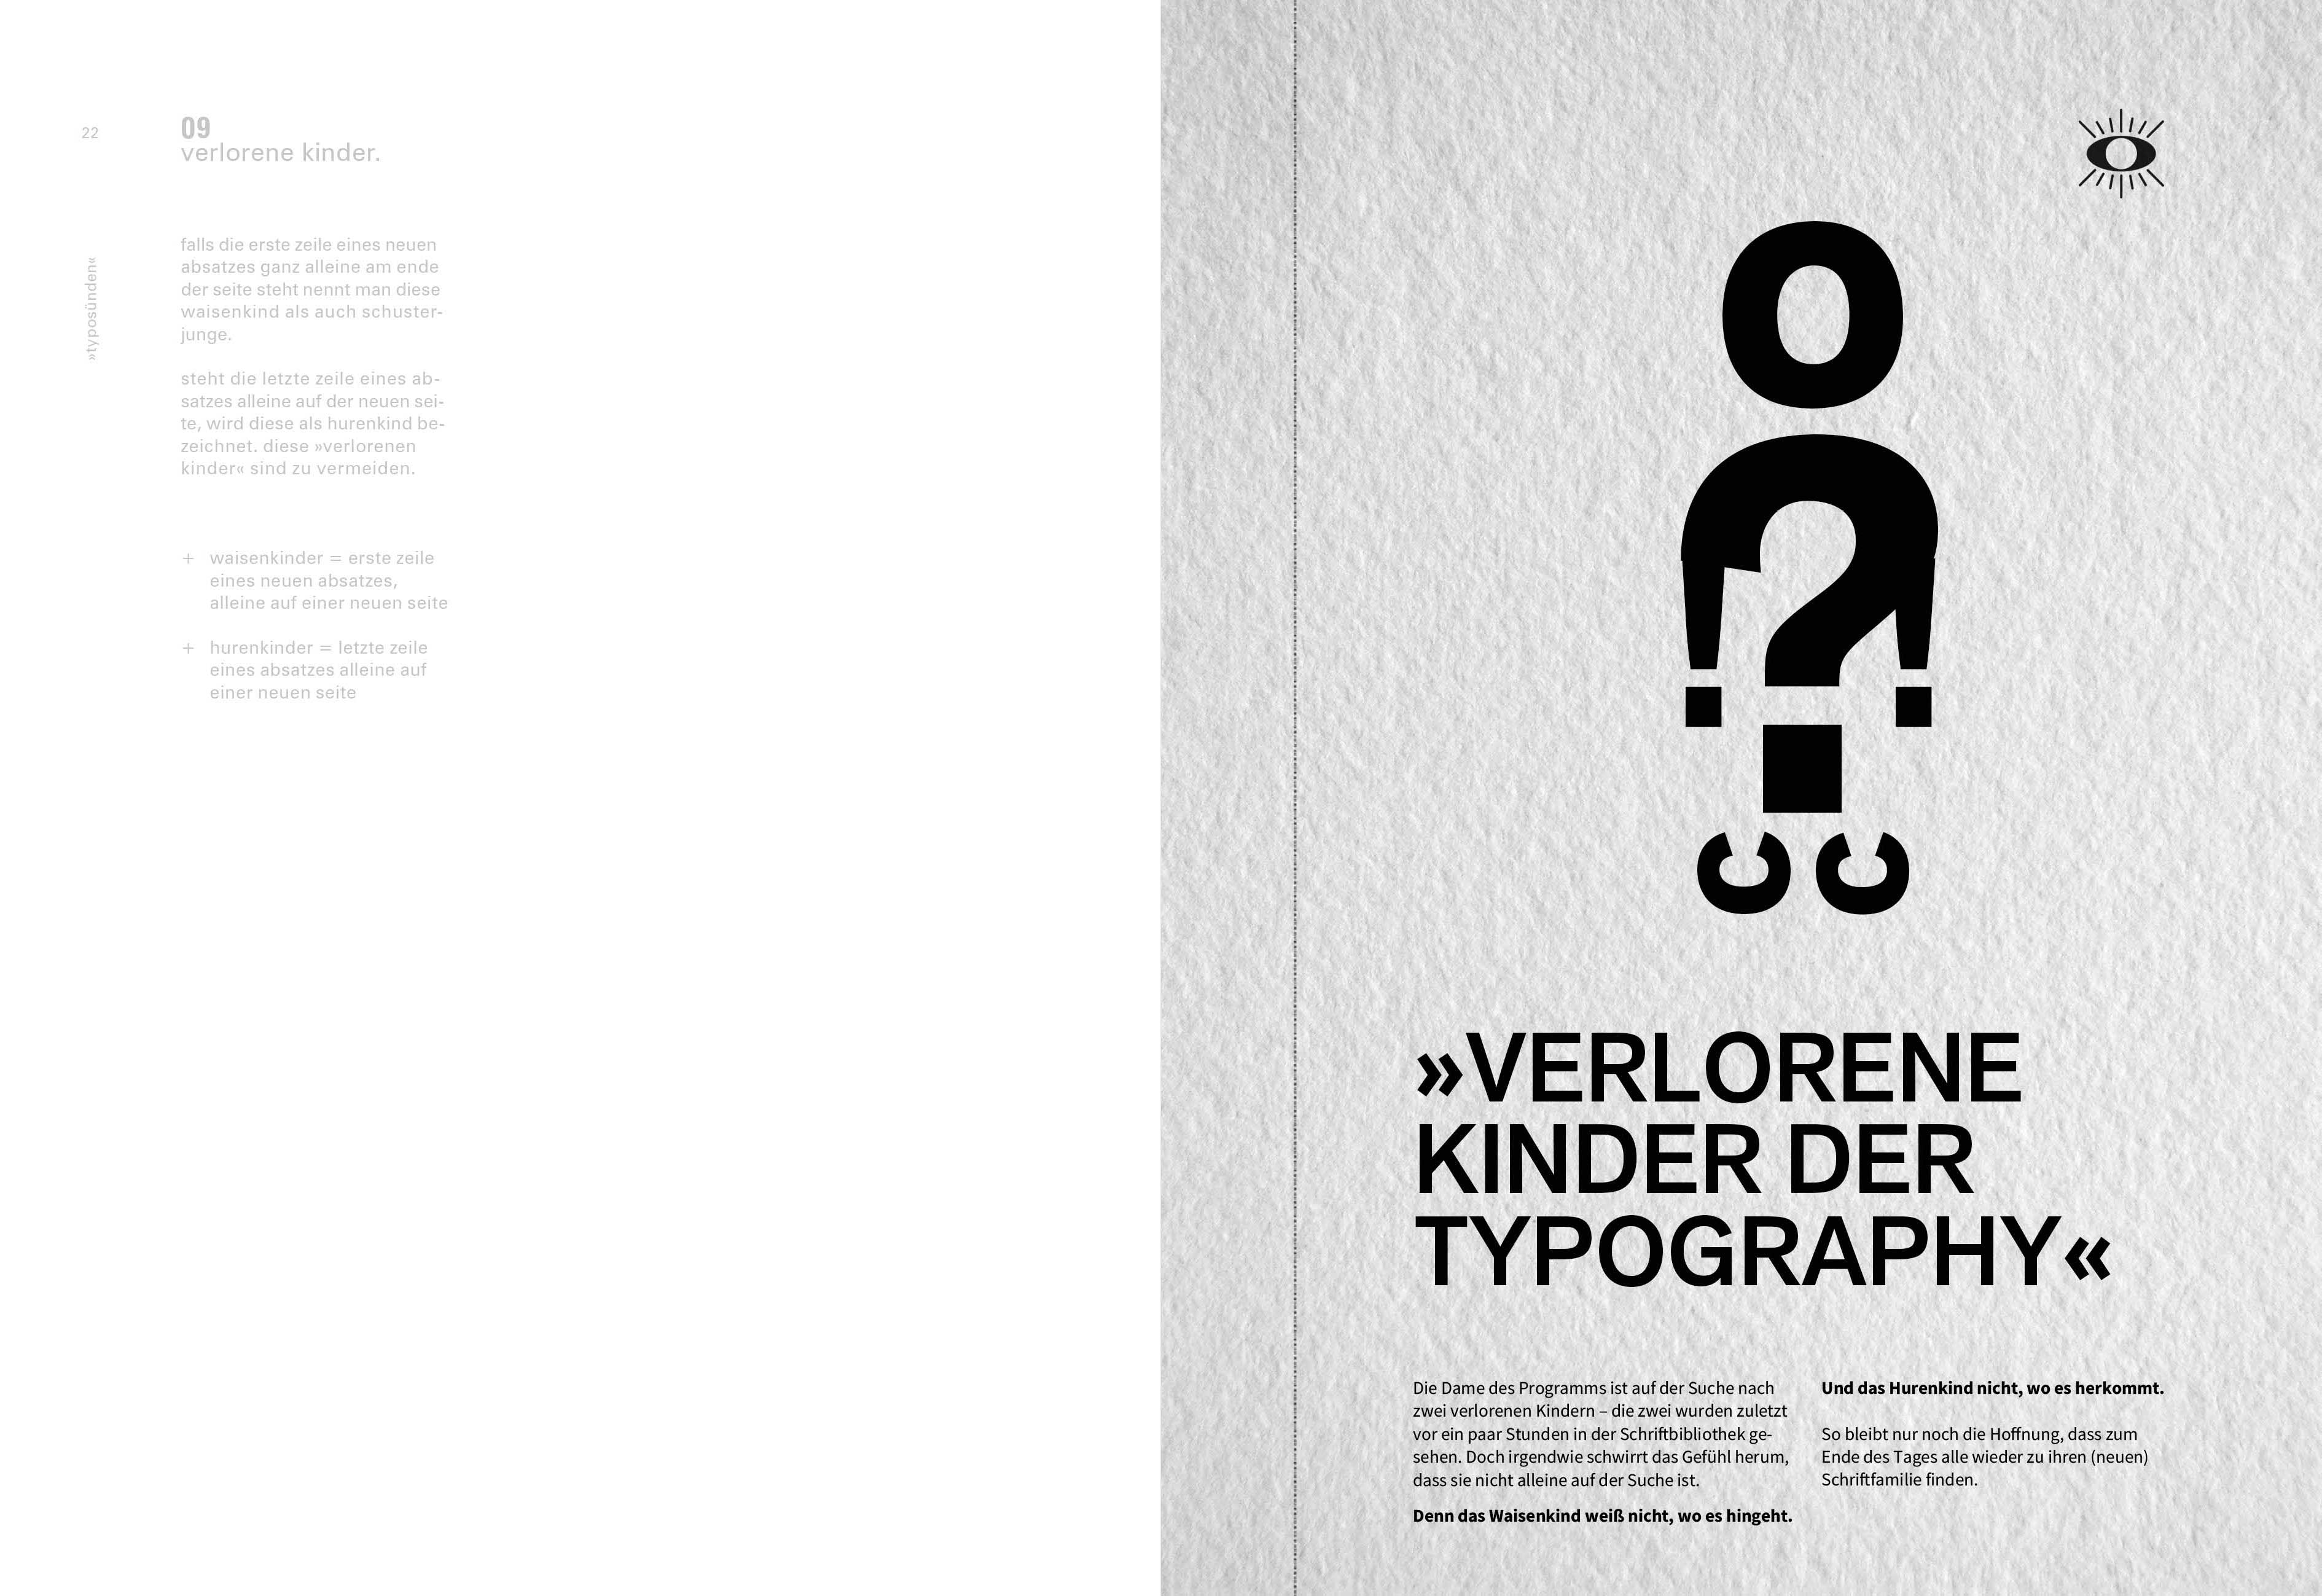 22
09
verlorene kinder.
»typosünden«
falls die erste zeile eines neuen
absatzes ganz alleine am ende
der seite steht nennt man diese
waisenkind als auch schuster-
junge.
steht die letzte zeile eines ab-
satzes alleine auf der neuen sei-
te, wird diese als hurenkind be-
zeichnet. diese »verlorenen
kinder« sind zu vermeiden.
+ waisenkinder = erste zeile
eines neuen absatzes,
alleine auf einer neuen seite
+ hurenkinder = letzte zeile
eines absatzes alleine auf
einer neuen seite
»VERLORENE
KINDER DER
TYPOGRAPHY«
Die Dame des Programms ist auf der Suche nach
zwei verlorenen Kindern – die zwei wurden zuletzt
vor ein paar Stunden in der Schriftbibliothek ge-
sehen. Doch irgendwie schwirrt das Gefühl herum,
dass sie nicht alleine auf der Suche ist.
Denn das Waisenkind weiß nicht, wo es hingeht.
Und das Hurenkind nicht, wo es herkommt.
So bleibt nur noch die Hoffnung, dass zum
Ende des Tages alle wieder zu ihren (neuen)
Schriftfamilie finden.